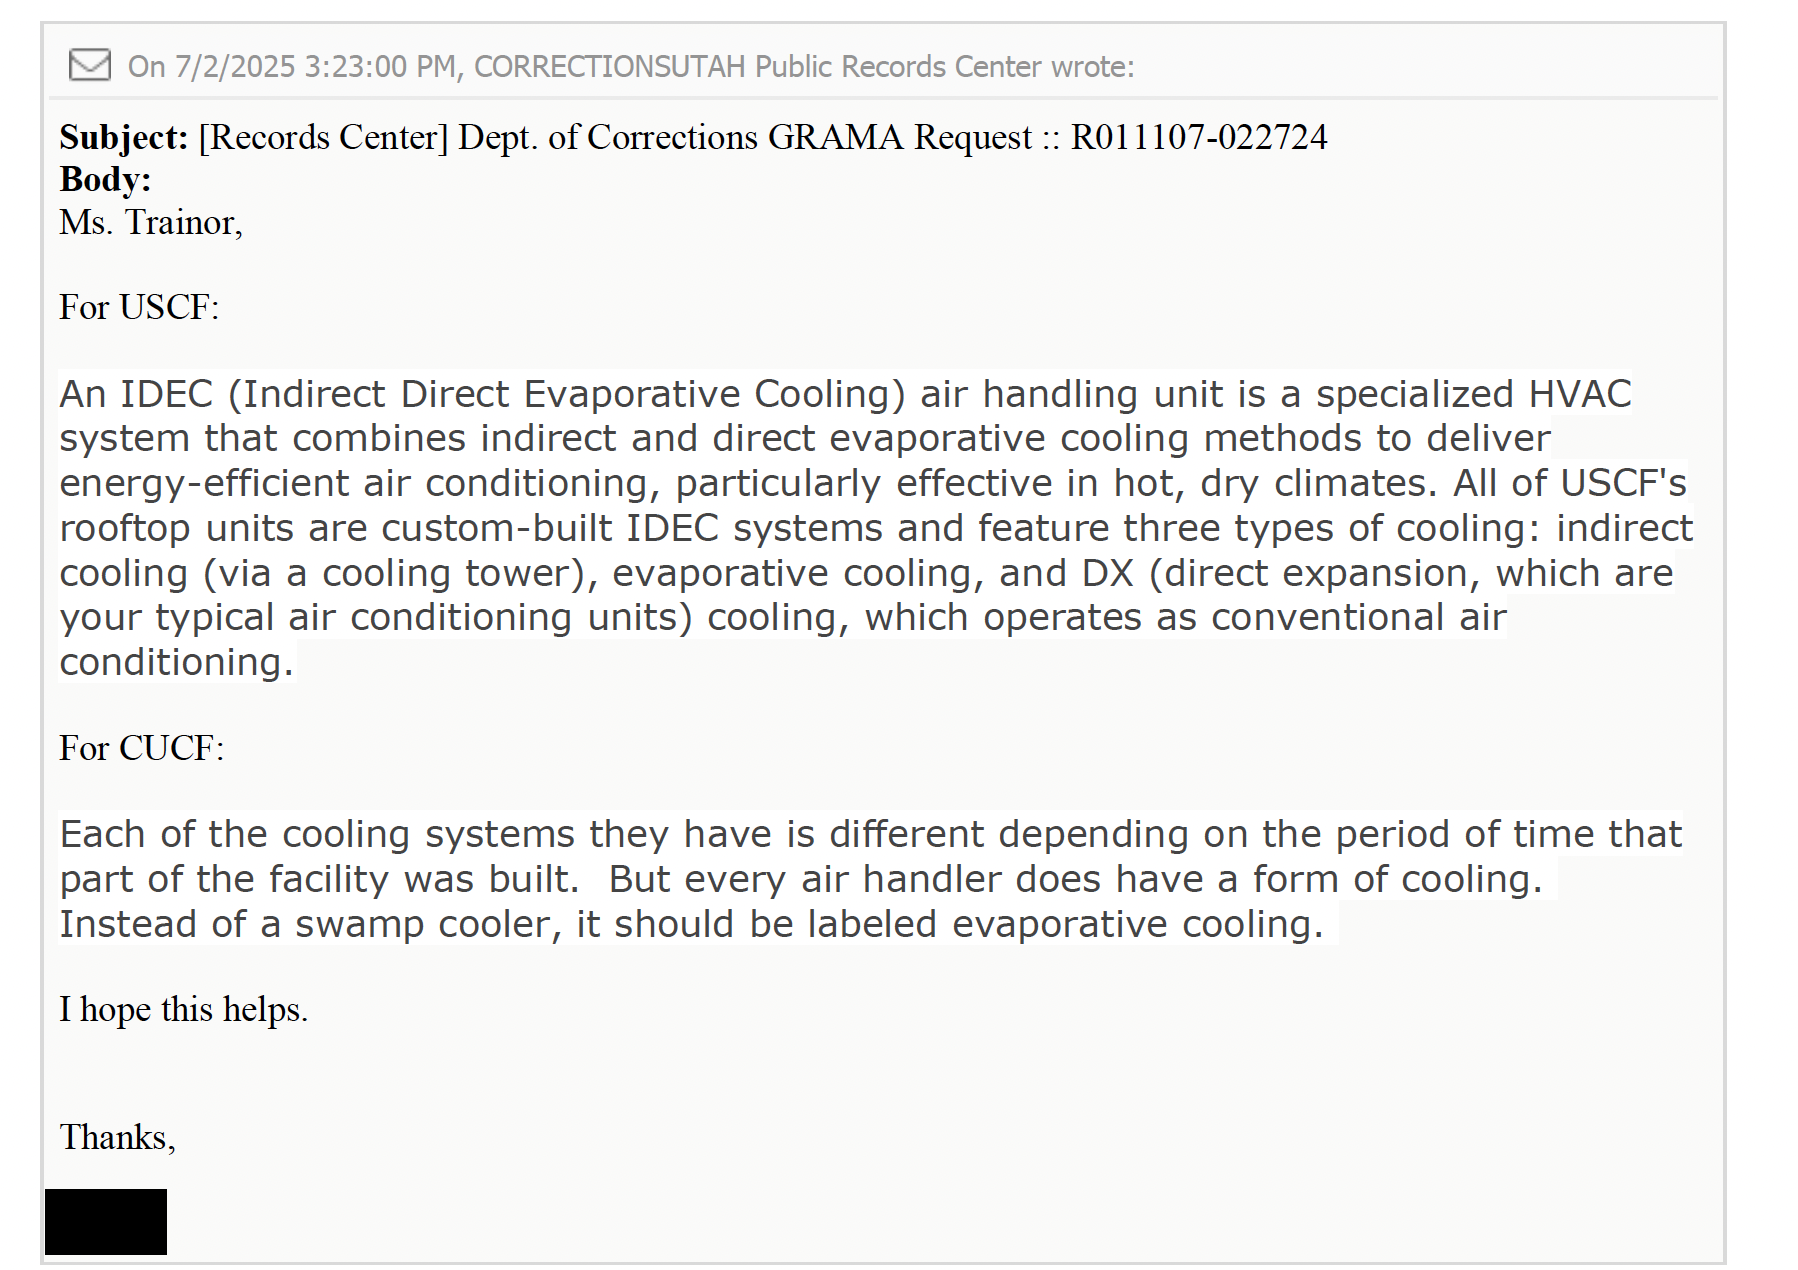 On 7/2/2025 3:23:00 PM, CORRECTIONSUTAH Public Records Center wrote:
Subject: [Records Center] Dept. of Corrections GRAMA Request :: R011107-022724
Body:
Ms. Trainor,
For USCF:
An IDEC (Indirect Direct Evaporative Cooling) air handling unit is a specialized HVAC
system that combines indirect and direct evaporative cooling methods to deliver
energy-efficient air conditioning, particularly effective in hot, dry climates. All of USCF's
rooftop units are custom-built IDEC systems and feature three types of cooling: indirect
cooling (via a cooling tower), evaporative cooling, and DX (direct expansion, which are
your typical air conditioning units) cooling, which operates as conventional air
conditioning.
For CUCF:
Each of the cooling systems they have is different depending on the period of time that
part of the facility was built.  But every air handler does have a form of cooling.
Instead of a swamp cooler, it should be labeled evaporative cooling.
I hope this helps.
Thanks,